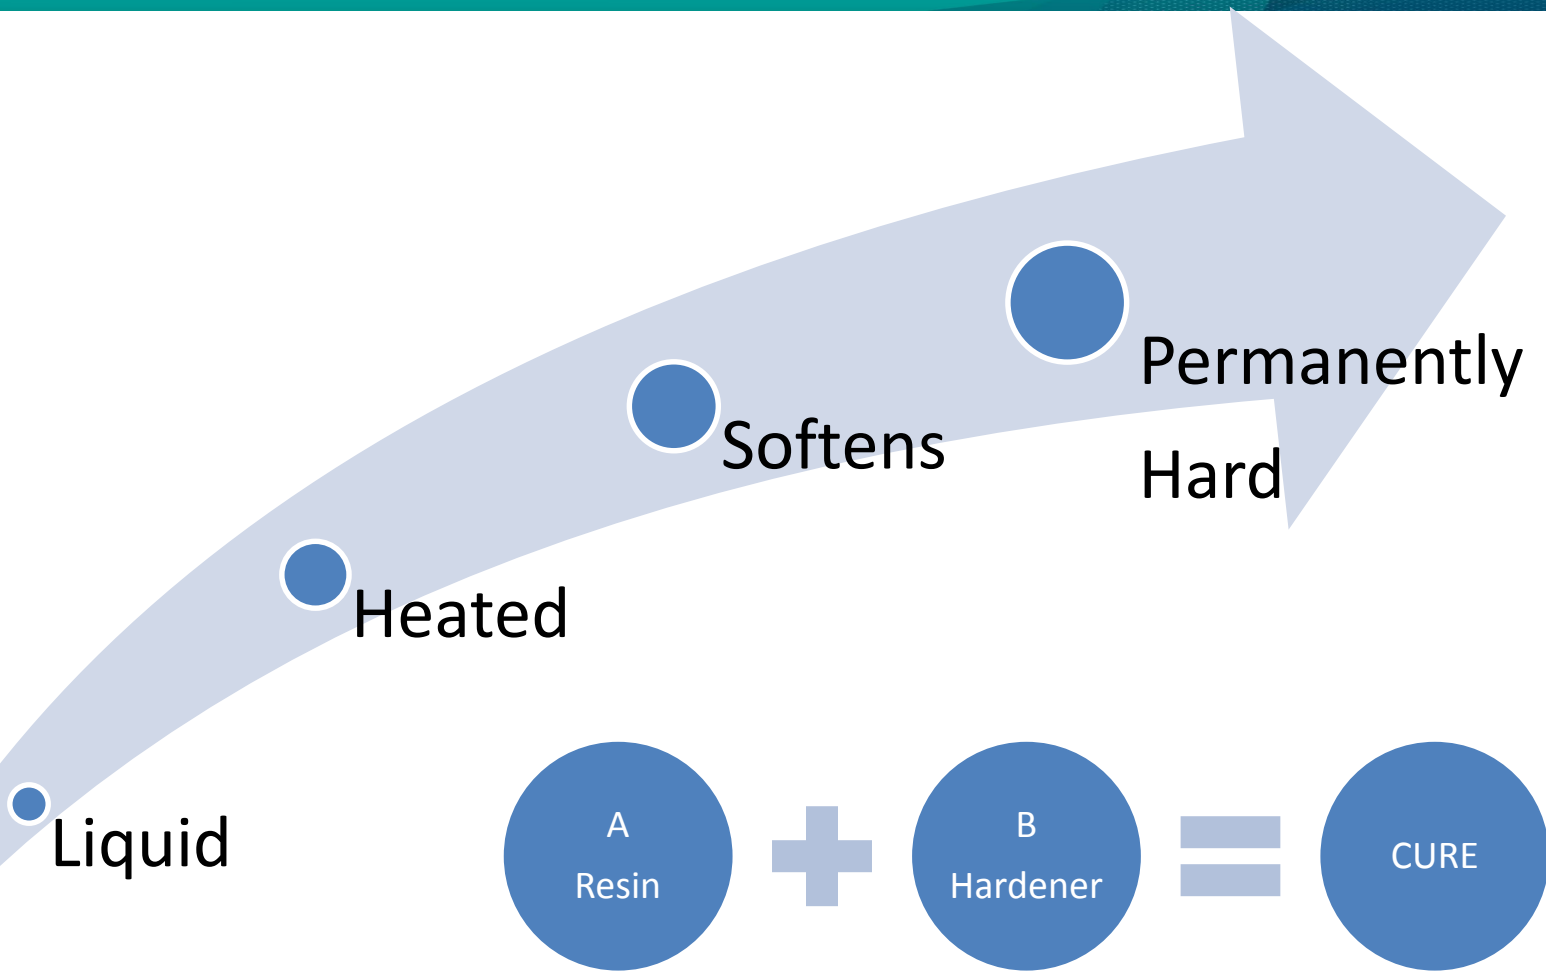 Permanently
Hard
Softens
Heated
Liquid
A
Resin
B
Hardener
CURE